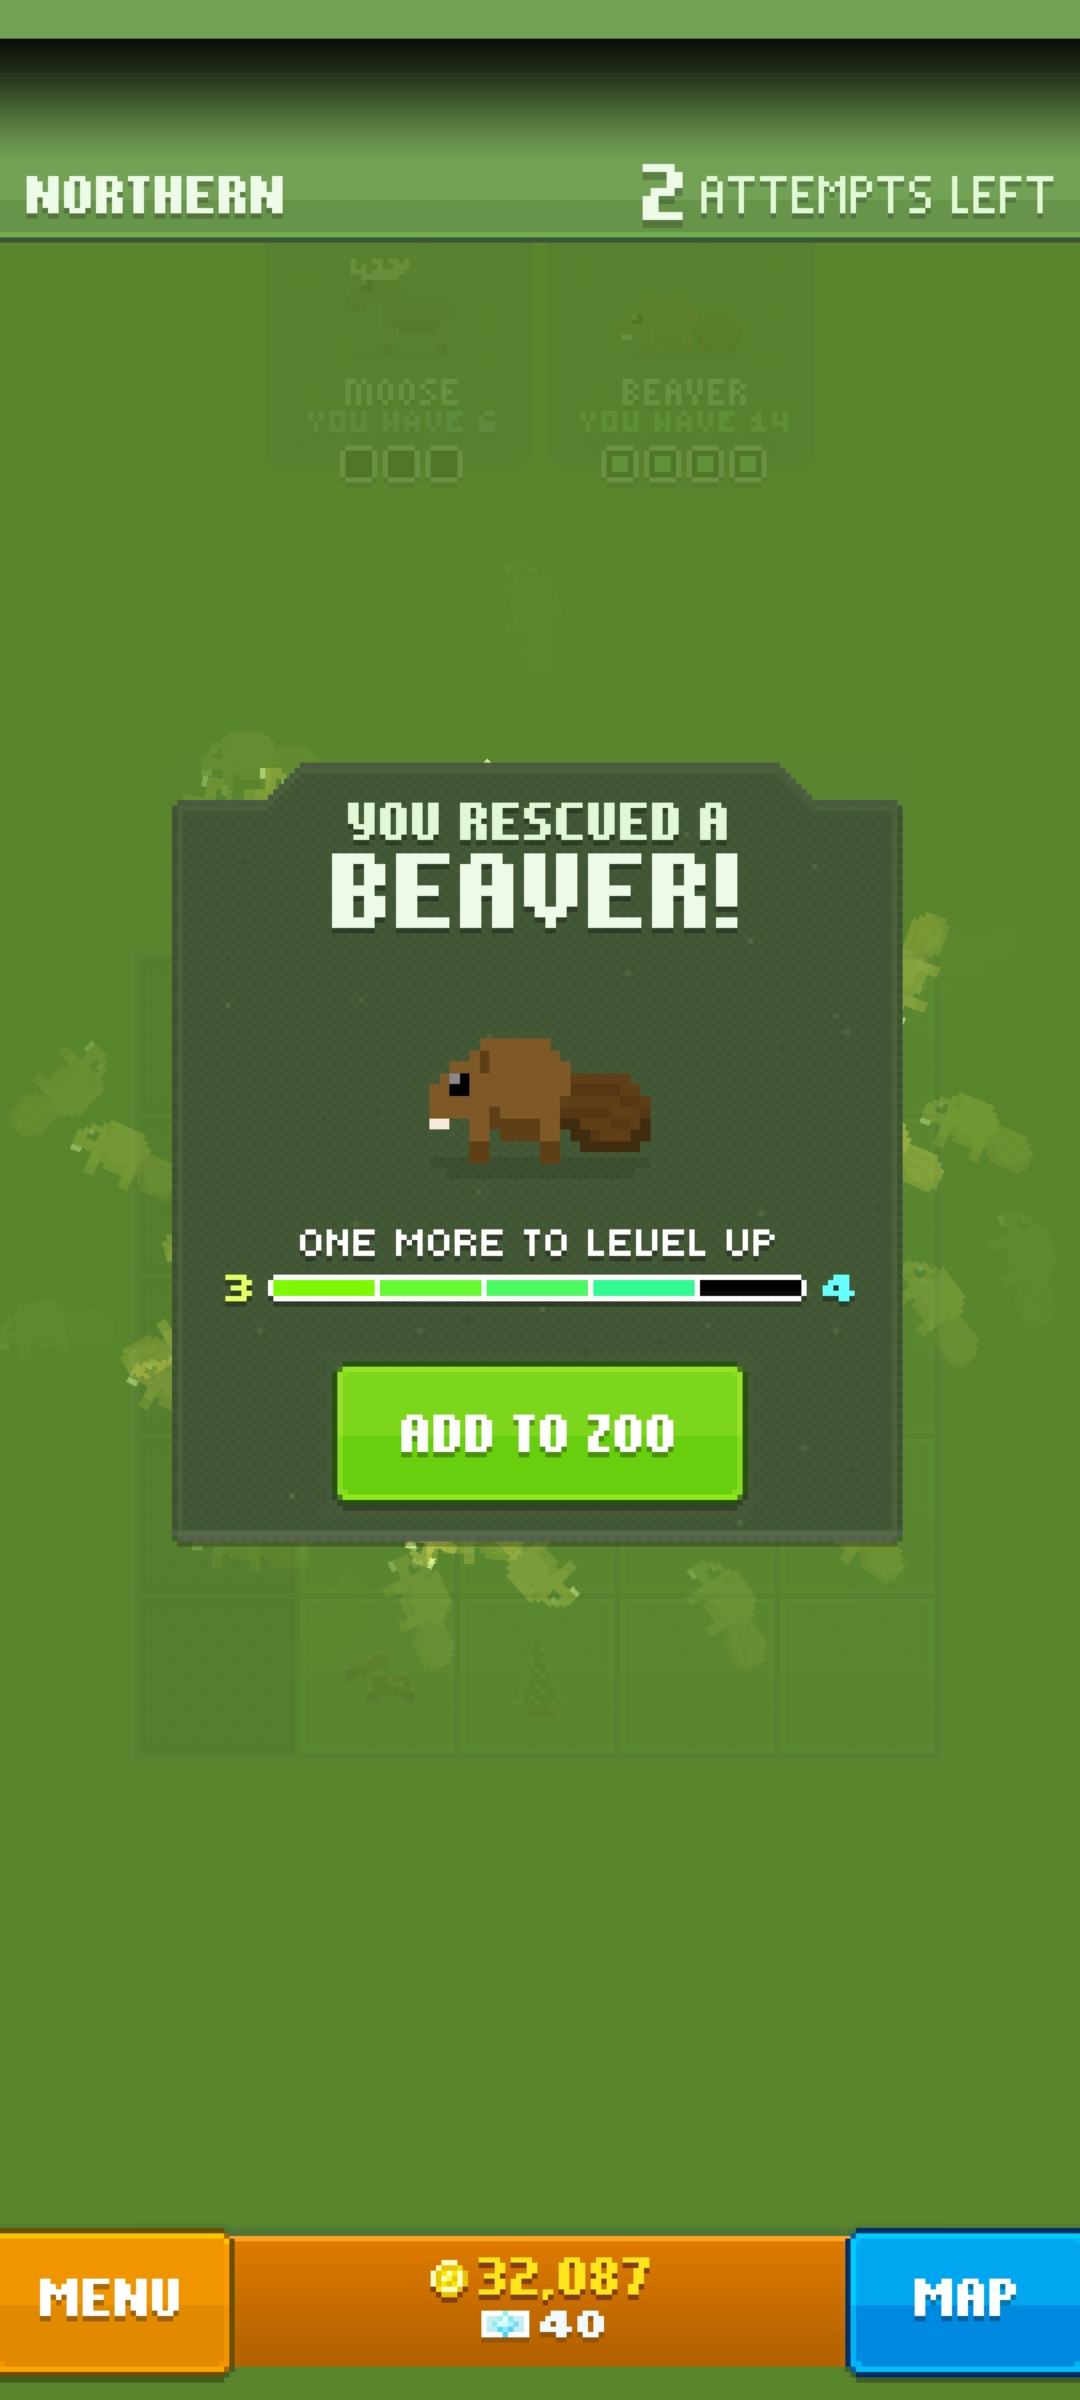 NORTHERN
2 ATTEMPTS LEFT
MOOSE
YOU HAVE 6
BEAVER
YOU HAVE 14
YOU RESCUED A
BEAVER!
ONE MORE TO LEVEL UP
3
4
ADD TO ZOO
MENU
32,087
40
MAP